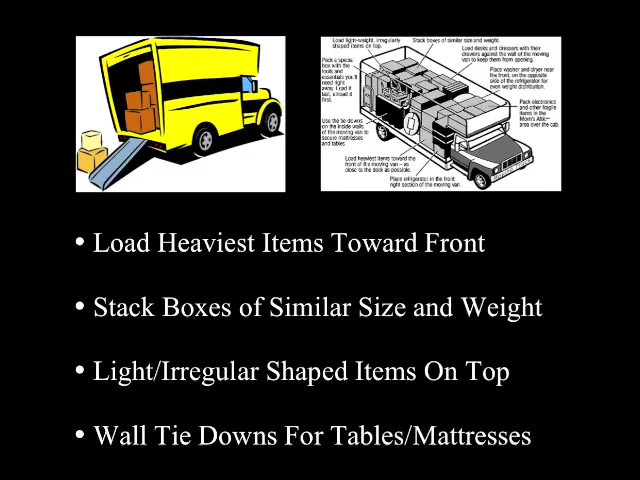 Load light-weight, irregularly
shaped items on top.
Stack boxes of similar size and weight.
Load desks and dressers with their
drawers against the wall of the moving
van to keep them from opening.
Pack a special
box with the
tools and
essentials you'll
need right
away. Load it
last, unload it
first.
Place washer and dryer near
the front, on the opposite
side of the refrigerator for
even weight distribution.
Pack electronics
and other fragile
items in the
Mom's Attic
area over the cab.
Use the tie downs
on the inside walls
of the moving van to
secure mattresses
and tables.
Load heaviest items toward the
front of the moving van – as
close to the deck as possible.
Place refrigerator in the front
right section of the moving van.
• Load Heaviest Items Toward Front
• Stack Boxes of Similar Size and Weight
• Light/Irregular Shaped Items On Top
• Wall Tie Downs For Tables/Mattresses